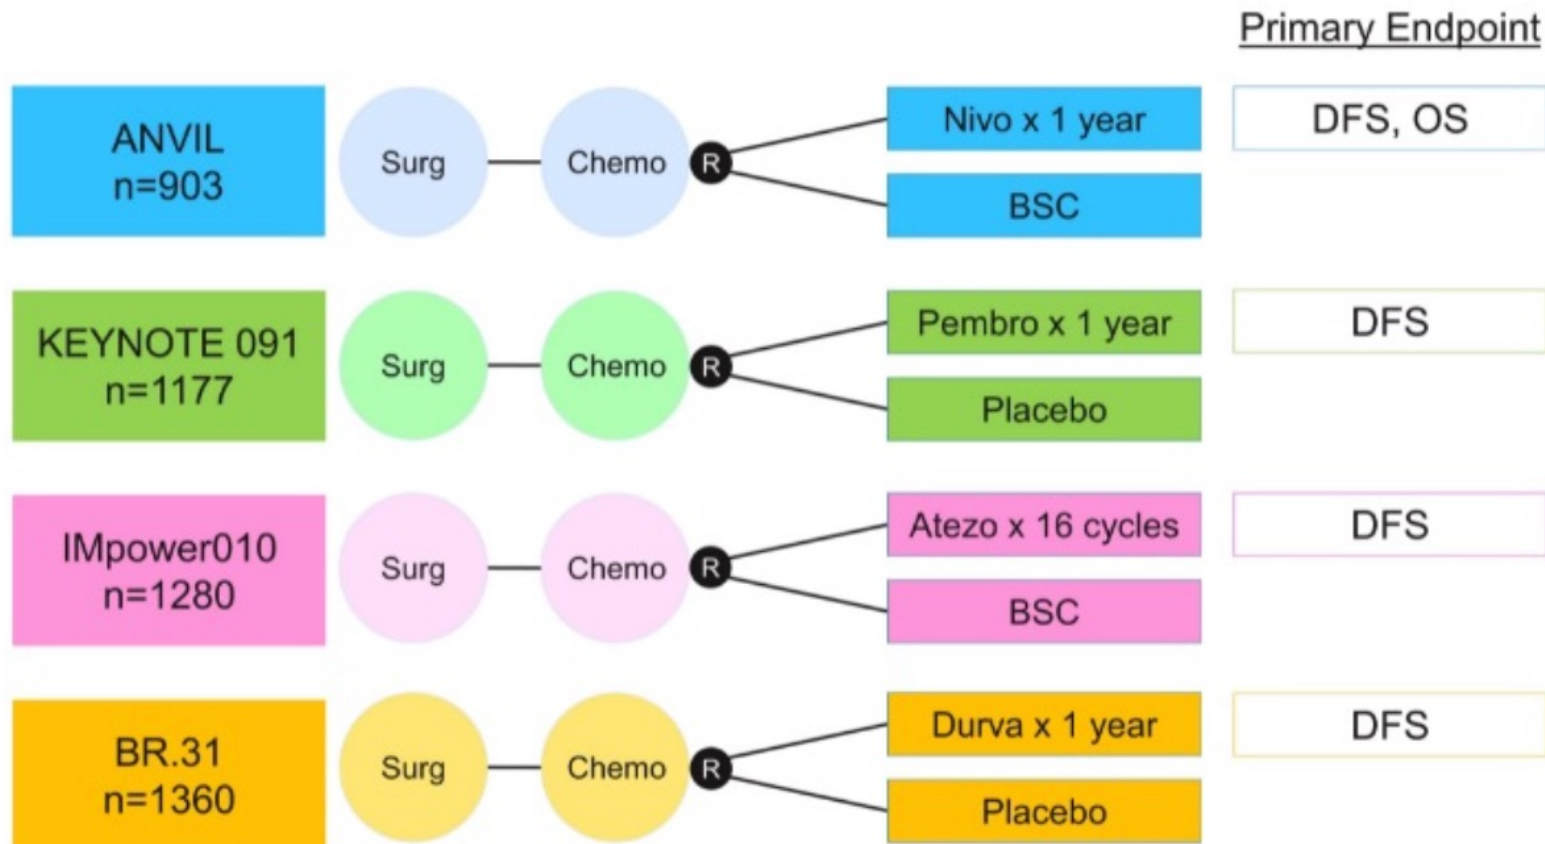 Primary Endpoint
ANVIL
n=903
Surg
Chemo
R
Nivo x 1 year
BSC
DFS, OS
KEYNOTE 091
n=1177
Surg
Chemo
R
Pembro x 1 year
Placebo
DFS
IMpower010
n=1280
Surg
Chemo
R
Atezo x 16 cycles
BSC
DFS
BR.31
n=1360
Surg
Chemo
R
Durva x 1 year
Placebo
DFS